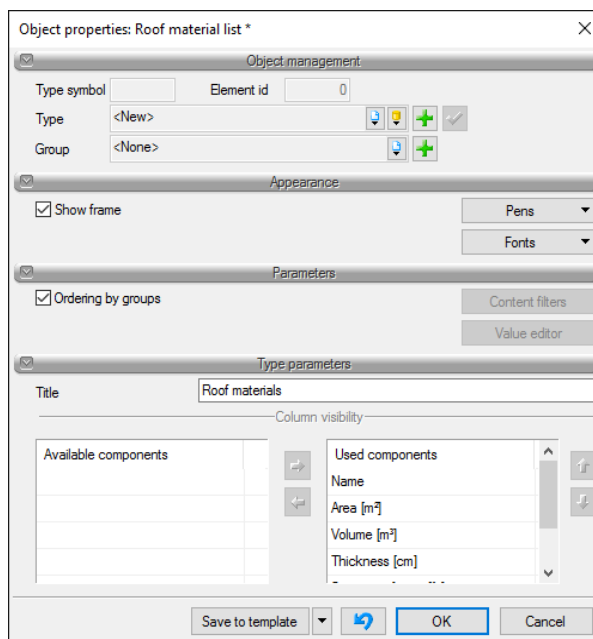 Object properties: Roof material list *
Object management
Type symbol Element id 0
Type <New>
Group <None>
Appearance
Show frame Pens
Fonts
Parameters
Ordering by groups Content filters
Value editor
Type parameters
Title Roof materials
Column visibility
Available components Used components
Name
Area [m²]
Volume [m³]
Thickness [cm]
Save to template OK Cancel